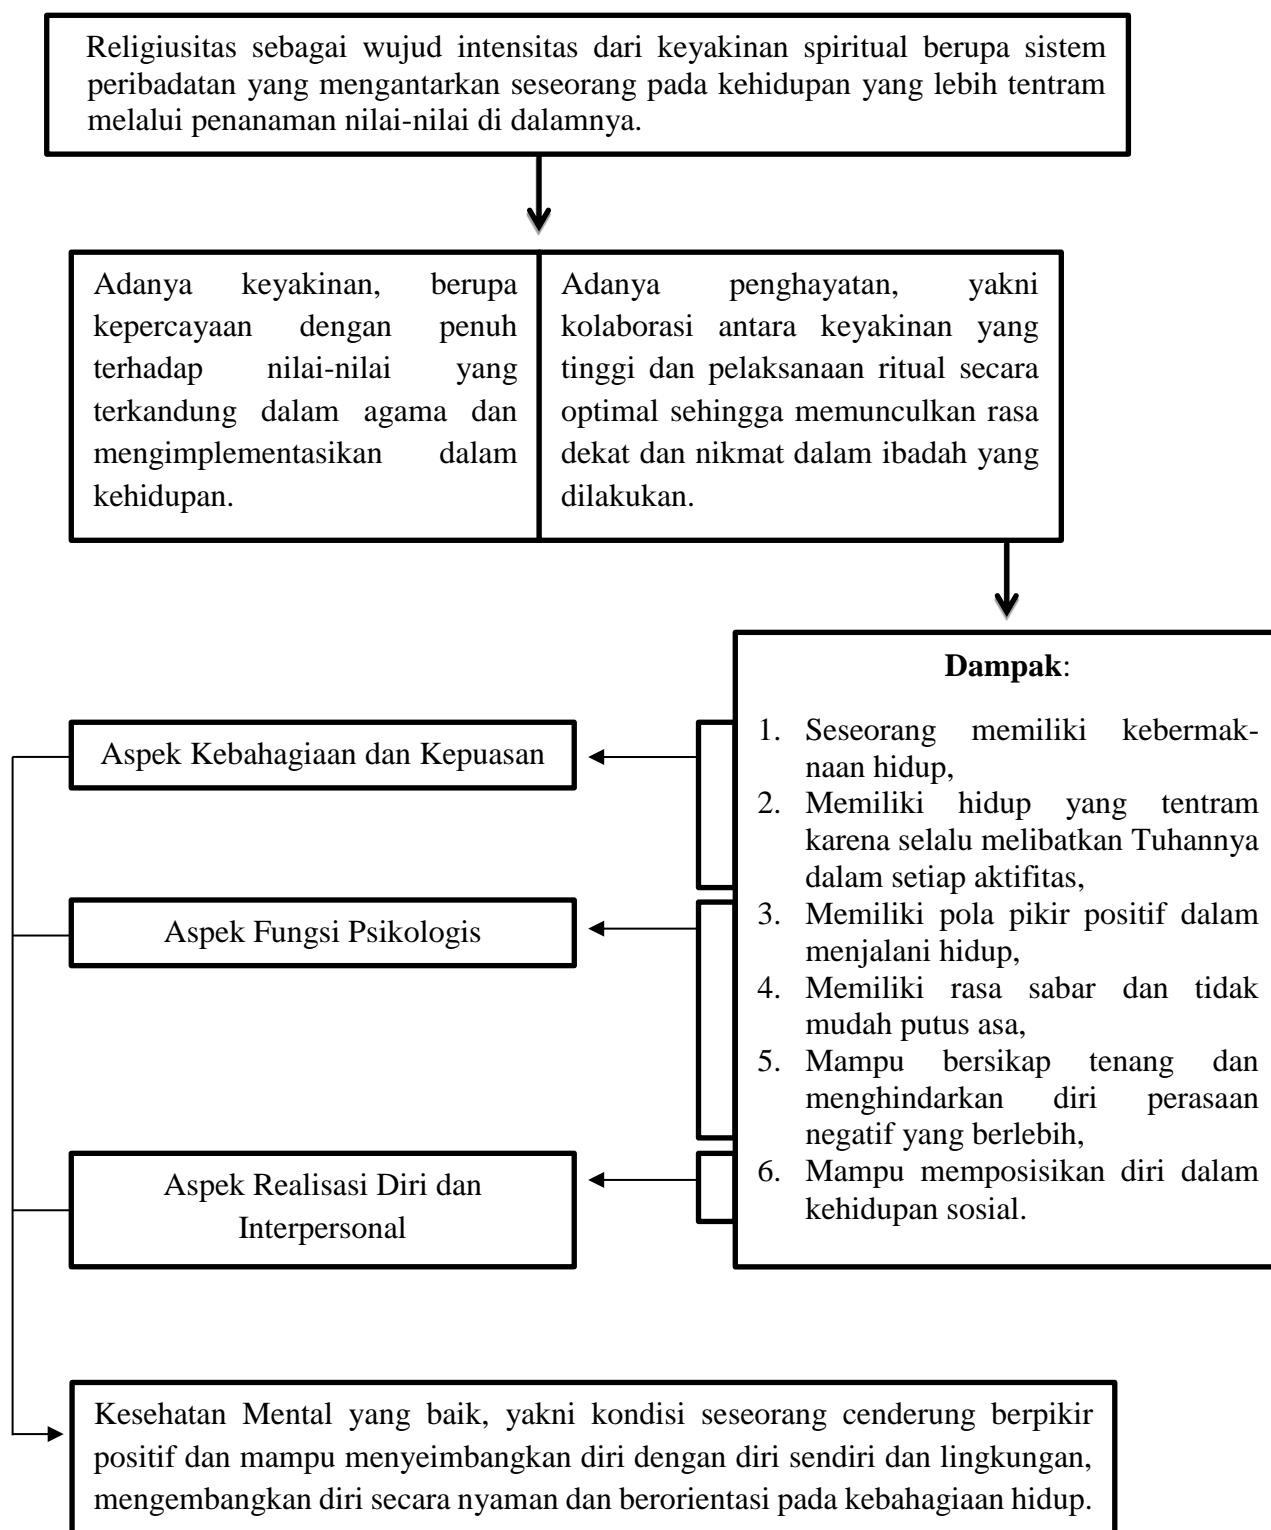 Religiusitas sebagai wujud intensitas dari keyakinan spiritual berupa sistem
peribadatan yang mengantarkan seseorang pada kehidupan yang lebih tentram
melalui penanaman nilai-nilai di dalamnya.
Adanya keyakinan, berupa
kepercayaan dengan penuh
terhadap nilai-nilai yang
terkandung dalam agama dan
mengimplementasikan dalam
kehidupan.
Adanya penghayatan, yakni
kolaborasi antara keyakinan yang
tinggi dan pelaksanaan ritual secara
optimal sehingga memunculkan rasa
dekat dan nikmat dalam ibadah yang
dilakukan.
Dampak:
1. Seseorang memiliki kebermak-
naan hidup,
2. Memiliki hidup yang tentram
karena selalu melibatkan Tuhannya
dalam setiap aktifitas,
3. Memiliki pola pikir positif dalam
menjalani hidup,
4. Memiliki rasa sabar dan tidak
mudah putus asa,
5. Mampu bersikap tenang dan
menghindarkan diri perasaan
negatif yang berlebih,
6. Mampu memposisikan diri dalam
kehidupan sosial.
Aspek Kebahagiaan dan Kepuasan
Aspek Fungsi Psikologis
Aspek Realisasi Diri dan
Interpersonal
Kesehatan Mental yang baik, yakni kondisi seseorang cenderung berpikir
positif dan mampu menyeimbangkan diri dengan diri sendiri dan lingkungan,
mengembangkan diri secara nyaman dan berorientasi pada kebahagiaan hidup.